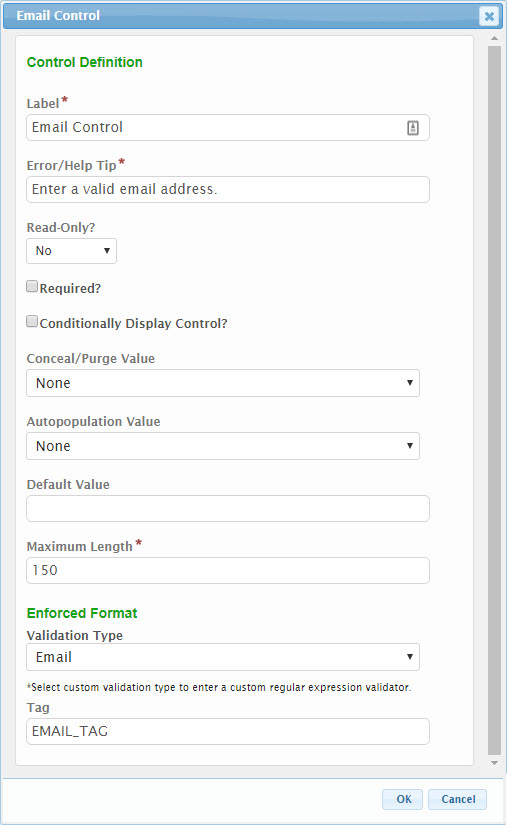 Email Control
Control Definition
Label*
Email Control
Error/Help Tip*
Enter a valid email address.
Read-Only?
No
Required?
Conditionally Display Control?
Conceal/Purge Value
None
Autopopulation Value
None
Default Value
Maximum Length*
150
Enforced Format
Validation Type
Email
*Select custom validation type to enter a custom regular expression validator.
Tag
EMAIL_TAG
OK Cancel